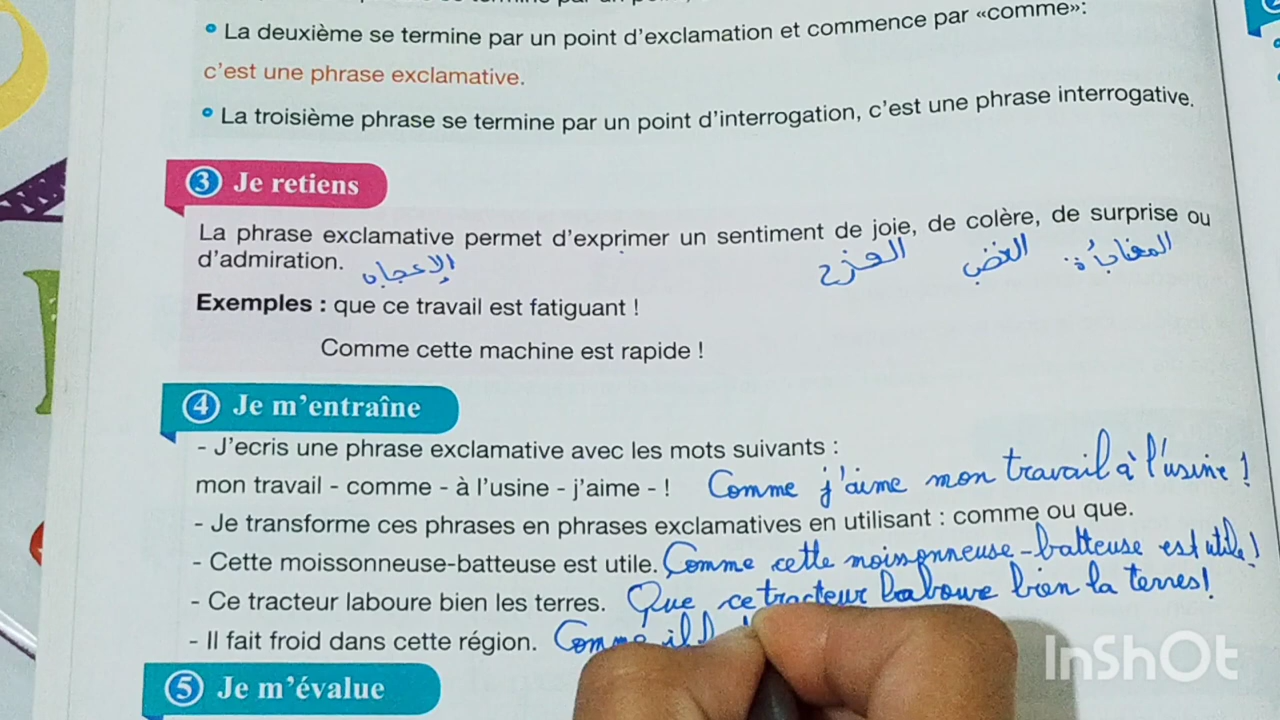 • La deuxième se termine par un point d'exclamation et commence par «comme»:
c'est une phrase exclamative.
• La troisième phrase se termine par un point d'interrogation, c'est une phrase interrogative.
3 Je retiens
La phrase exclamative permet d'exprimer un sentiment de joie, de colère, de surprise ou
d'admiration. الإعجاب الفرح الغضب المفاجأة
Exemples : que ce travail est fatiguant !
Comme cette machine est rapide !
4 Je m'entraîne
- J'ecris une phrase exclamative avec les mots suivants :
mon travail - comme - à l'usine - j'aime - ! Comme j'aime mon travail à l'usine !
- Je transforme ces phrases en phrases exclamatives en utilisant : comme ou que.
- Cette moissonneuse-batteuse est utile. Comme cette moissonneuse-batteuse est utile !
- Ce tracteur laboure bien les terres. Que ce tracteur laboure bien la terres !
- Il fait froid dans cette région. Comme il
5 Je m'évalue
InShOt